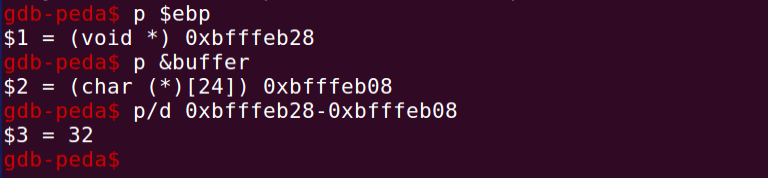 gdb-peda$ p $ebp
$1 = (void *) 0xbfffeb28
gdb-peda$ p &buffer
$2 = (char (*)[24]) 0xbfffeb08
gdb-peda$ p/d 0xbfffeb28-0xbfffeb08
$3 = 32
gdb-peda$